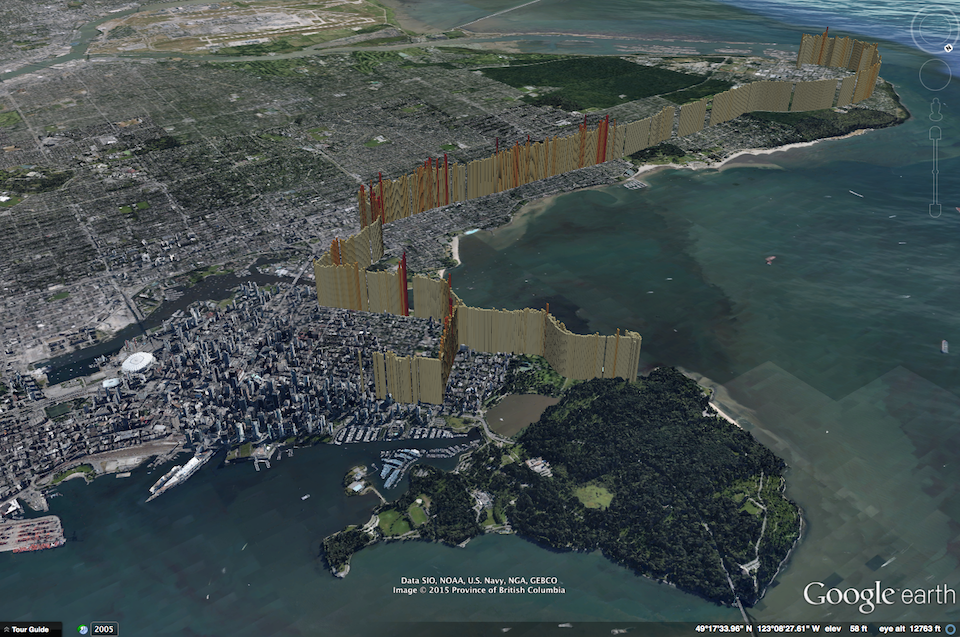 Data SIO, NOAA, U.S. Navy, NGA, GEBCO
Image © 2015 Province of British Columbia
Google earth
Tour Guide
2005
49°17'33.96" N 123°08'27.61" W elev 58 ft eye alt 12763 ft
N